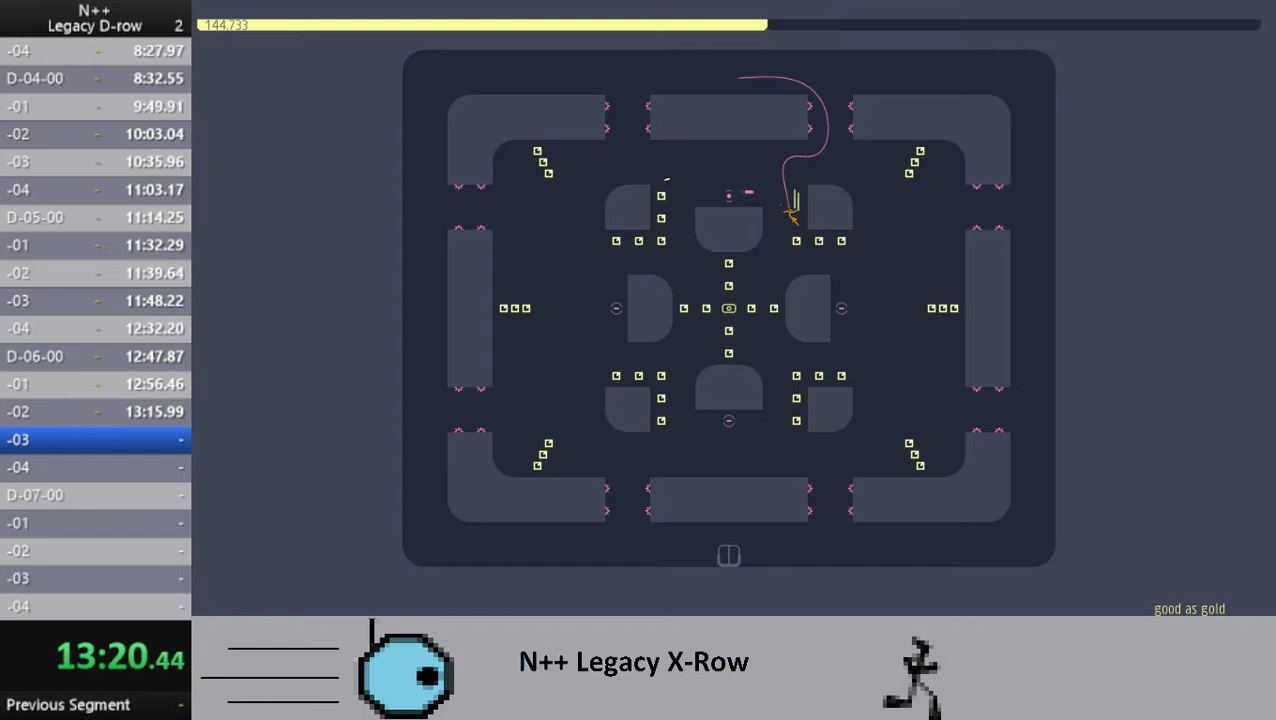 N++
Legacy D-row 2
-04 - 8:27.97
D-04-00 - 8:32.55
-01 - 9:49.91
-02 - 10:03.04
-03 - 10:35.96
-04 - 11:03.17
D-05-00 - 11:14.25
-01 - 11:32.29
-02 - 11:39.64
-03 - 11:48.22
-04 - 12:32.20
D-06-00 - 12:47.87
-01 - 12:56.46
-02 - 13:15.99
-03 -
-04 -
D-07-00 -
-01 -
-02 -
-03 -
-04 -
13:20.44
Previous Segment -
144.733
good as gold
N++ Legacy X-Row